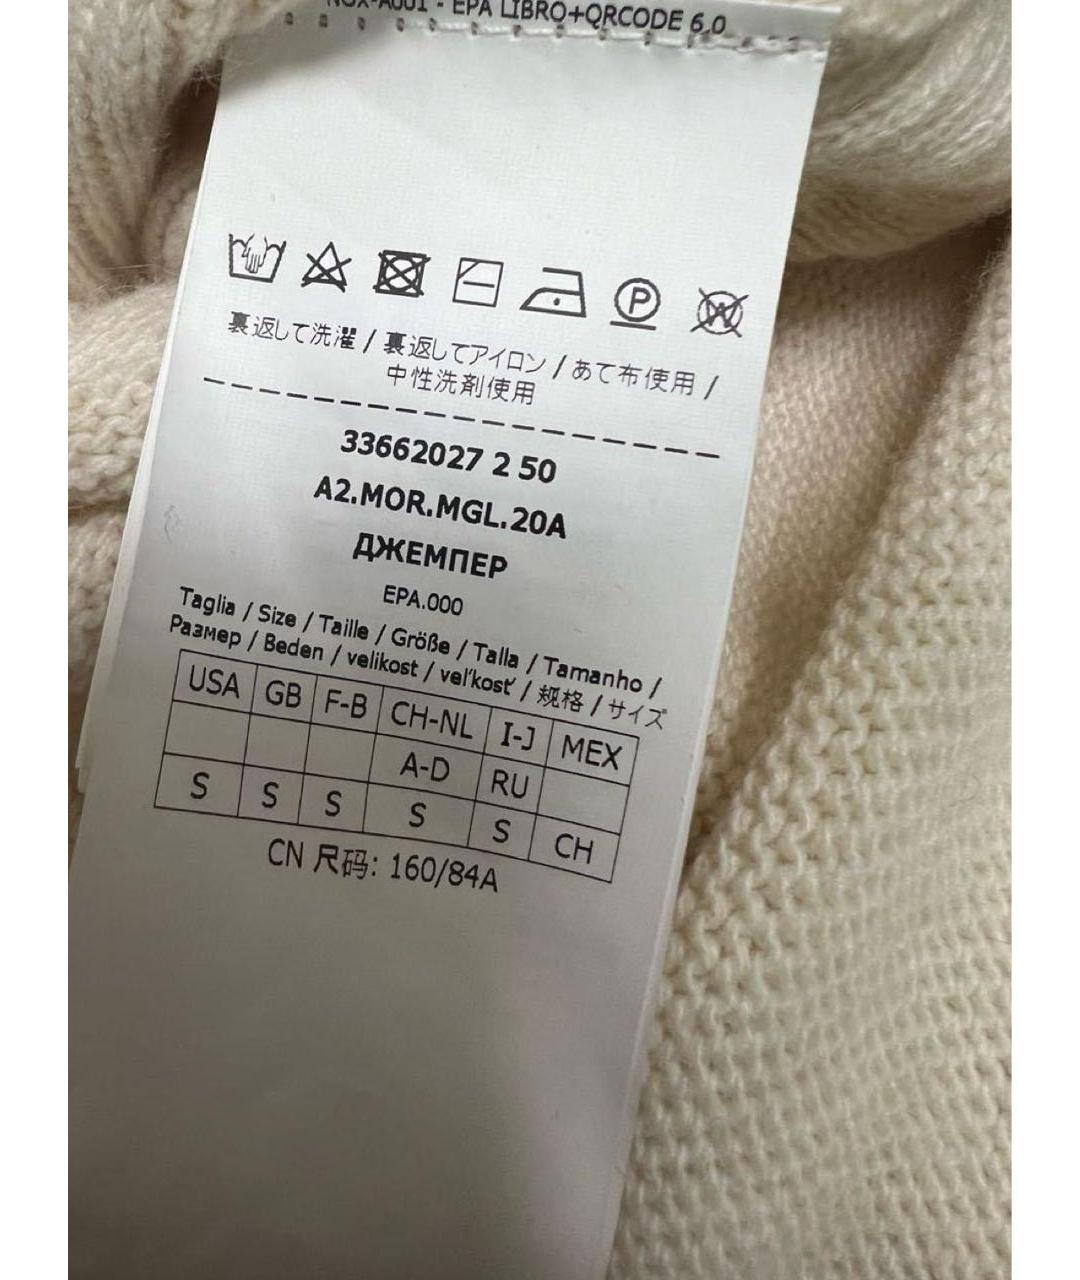 NGX-A001 - EPA LIBRO+QRCODE 6.0
P
W
裏返して洗濯 / 裏返してアイロン / あて布使用 /
中性洗剤使用
33662027 2 50
A2.MOR.MGL.20A
ДЖЕМПЕР
EPA.000
Taglia / Size / Taille / Größe / Talla / Tamanho /
Размер / Beden / velikost / veľkosť / 规格 / サイズ
USA GB F-B CH-NL I-J MEX
A-D RU
S S S S S CH
CN 尺码: 160/84A